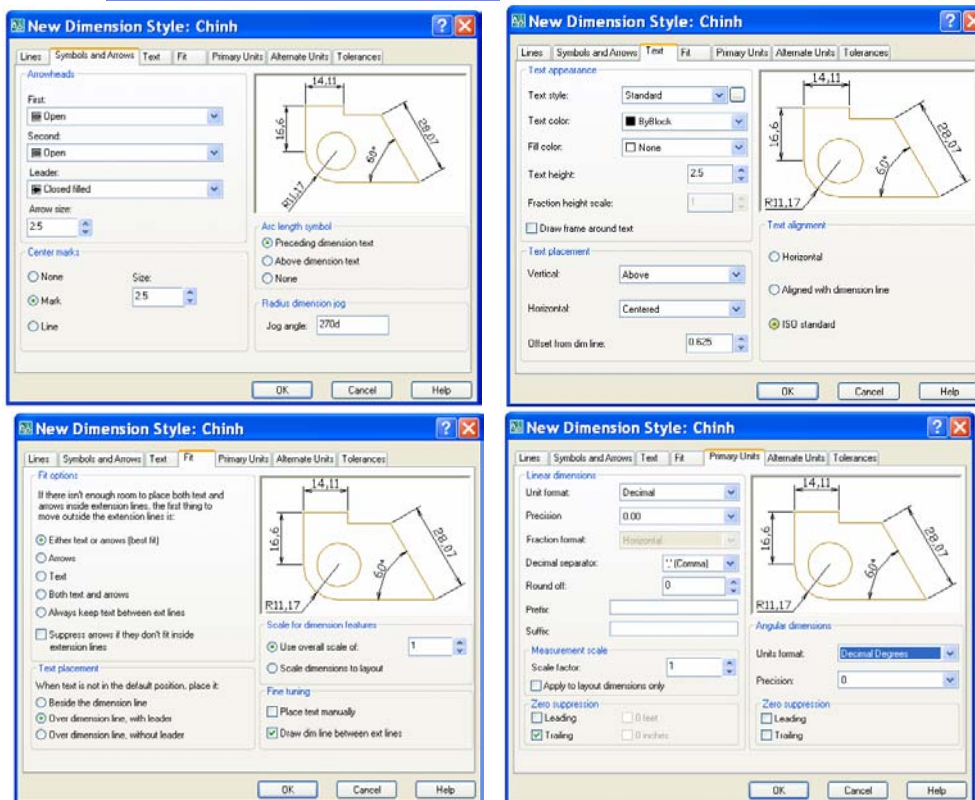 New Dimension Style: Chinh
Lines Symbols and Arrows Text Fit Primary Units Alternate Units Tolerances
Arrowheads
First:
Open
Second:
Open
Leader:
Closed filled
Arrow size:
2.5
Center marks
None
Mark
Line
Size:
2.5
14,11
16,6
28,07
60°
R11,17
Arc length symbol
Preceding dimension text
Above dimension text
None
Radius dimension jog
Jog angle: 270d
OK Cancel Help
New Dimension Style: Chinh
Lines Symbols and Arrows Text Fit Primary Units Alternate Units Tolerances
Text appearance
Text style: Standard ...
Text color: ByBlock
Fill color: None
Text height: 2.5
Fraction height scale: 1
Draw frame around text
Text placement
Vertical: Above
Horizontal: Centered
Offset from dim line: 0.625
14,11
16,6
28,07
60°
R11,17
Text alignment
Horizontal
Aligned with dimension line
ISO standard
OK Cancel Help
New Dimension Style: Chinh
Lines Symbols and Arrows Text Fit Primary Units Alternate Units Tolerances
Fit options
If there isn't enough room to place both text and
arrows inside extension lines, the first thing to
move outside the extension lines is:
Either text or arrows (best fit)
Arrows
Text
Both text and arrows
Always keep text between ext lines
Suppress arrows if they don't fit inside
extension lines
Text placement
When text is not in the default position, place it:
Beside the dimension line
Over dimension line, with leader
Over dimension line, without leader
14,11
16,6
28,07
60°
R11,17
Scale for dimension features
Use overall scale of: 1
Scale dimensions to layout
Fine tuning
Place text manually
Draw dim line between ext lines
OK Cancel Help
New Dimension Style: Chinh
Lines Symbols and Arrows Text Fit Primary Units Alternate Units Tolerances
Linear dimensions
Unit format: Decimal
Precision 0.00
Fraction format: Horizontal
Decimal separator: ',' (Comma)
Round off: 0
Prefix:
Suffix:
Measurement scale
Scale factor: 1
Apply to layout dimensions only
Zero suppression
Leading 0 feet
Trailing 0 inches
14,11
16,6
28,07
60°
R11,17
Angular dimensions
Units format: Decimal Degrees
Precision: 0
Zero suppression
Leading
Trailing
OK Cancel Help